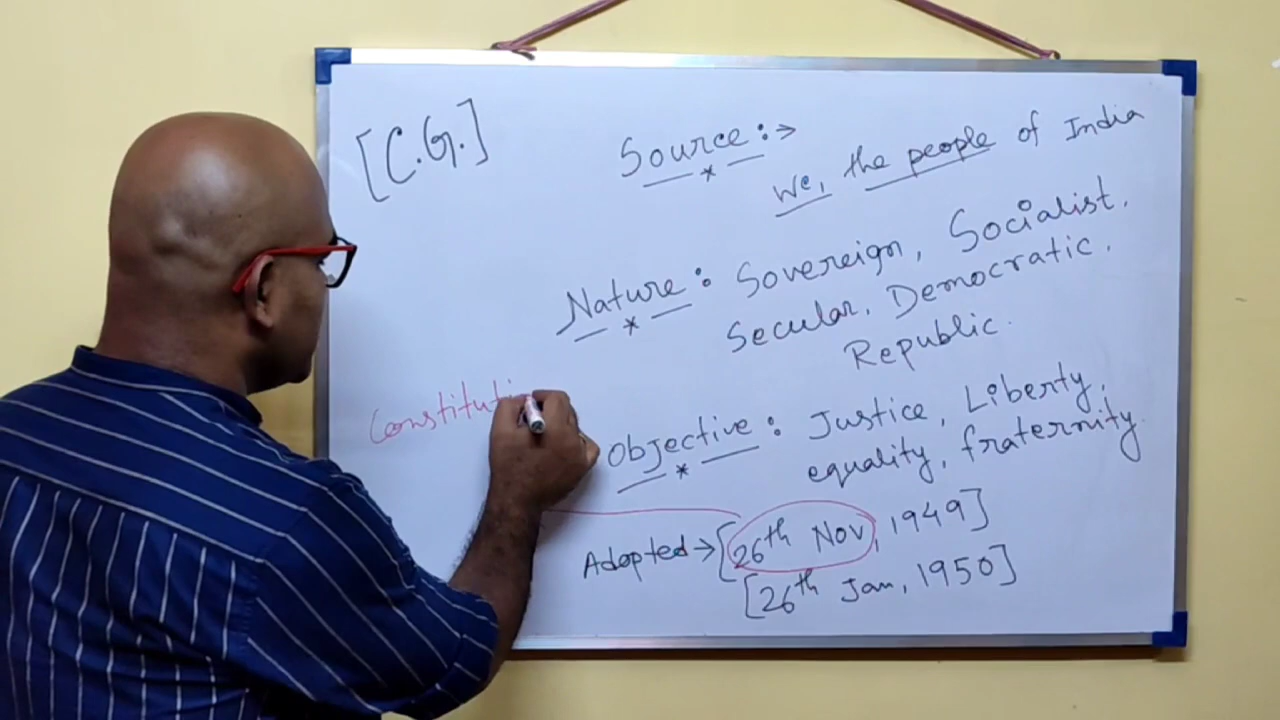 [C.G.]
Source :→
We, the people of India
Nature : Sovereign, Socialist,
Secular, Democratic,
Republic.
Constituti
Objective : Justice, Liberty,
equality, fraternity
Adopted → [26th Nov, 1949]
[26th Jan, 1950]